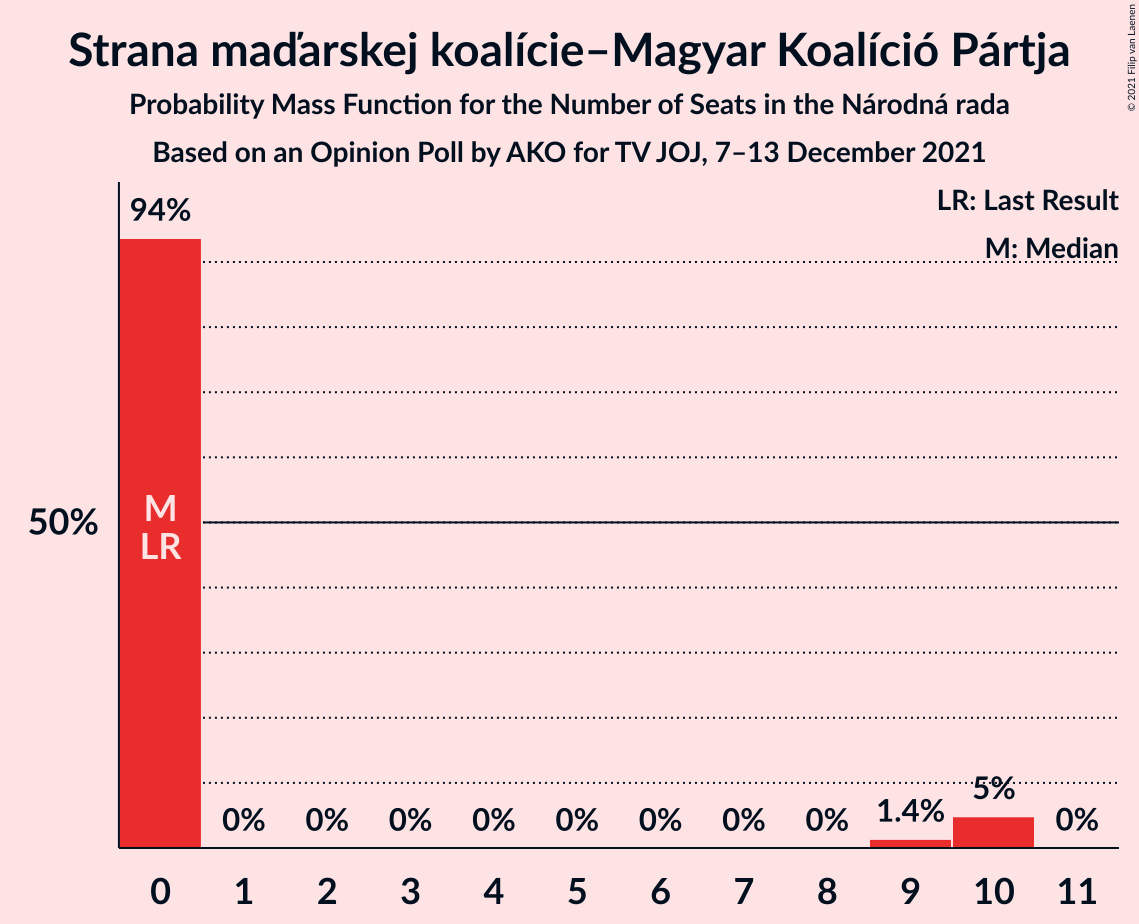 Strana maďarskej koalície–Magyar Koalíció Pártja
Probability Mass Function for the Number of Seats in the Národná rada
Based on an Opinion Poll by AKO for TV JOJ, 7–13 December 2021
© 2021 Filip van Laenen
LR: Last Result
M: Median
94%
50%
M
LR
0% 0% 0% 0% 0% 0% 0% 0% 1.4% 5% 0%
0 1 2 3 4 5 6 7 8 9 10 11